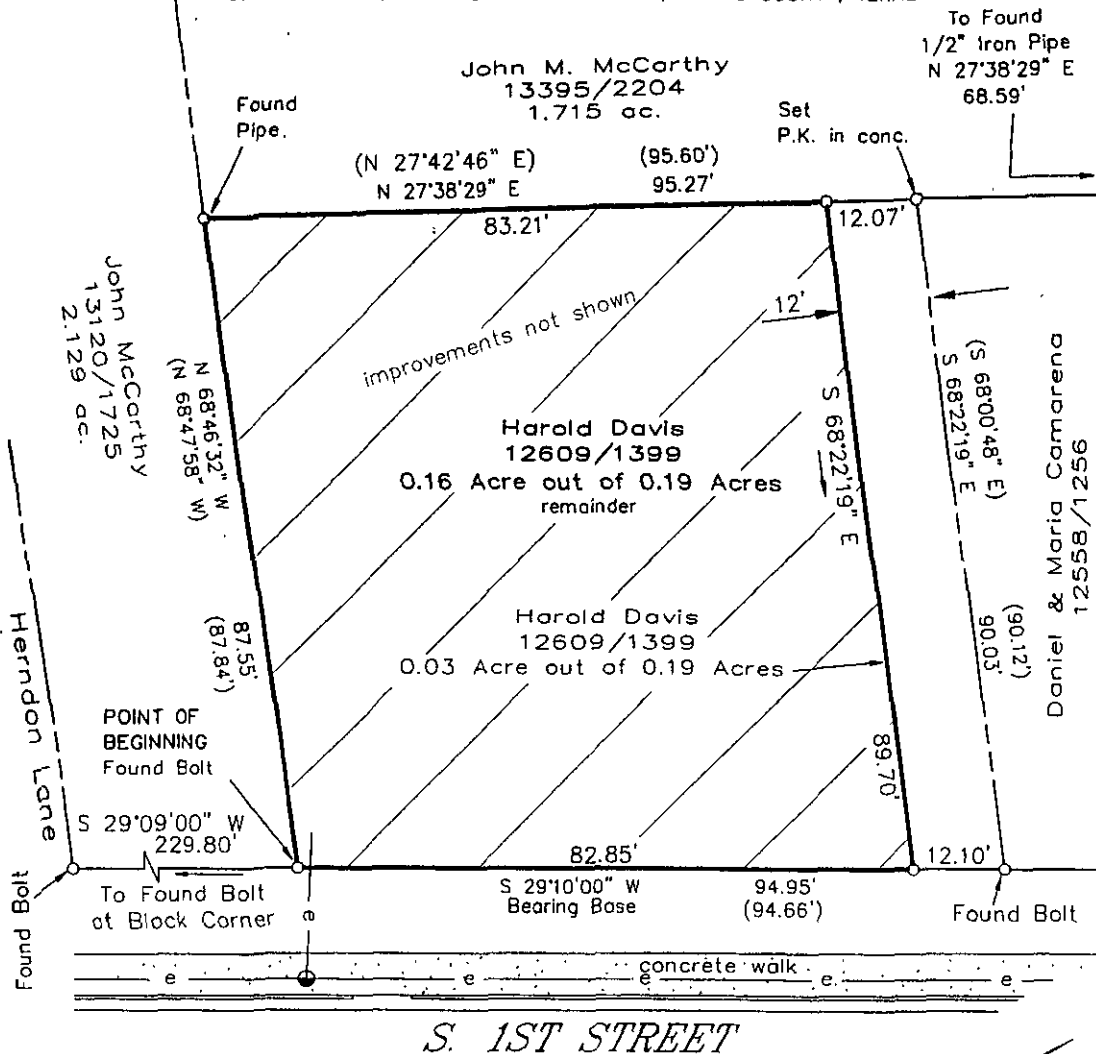 To Found
1/2" Iron Pipe
N 27°38'29" E
68.59'
John M. McCarthy
13395/2204
1.715 ac.
Found
Pipe.
Set
P.K. in conc.
(N 27°42'46" E)
(95.60')
N 27°38'29" E
95.27'
83.21'
12.07'
John McCarthy
13120/1725
2.129 ac.
improvements not shown
12'
N 68°46'32" W
(N 68°47'58" W)
S 68°22'19" E
(S 68°00'48" E)
S 68°22'19" E
Harold Davis
12609/1399
0.16 Acre out of 0.19 Acres
remainder
Daniel & Maria Camarena
12558/1256
Harold Davis
12609/1399
0.03 Acre out of 0.19 Acres
87.55'
(87.84')
(90.12')
90.03'
89.70'
Herndon Lane
POINT OF
BEGINNING
Found Bolt
S 29°09'00" W
229.80'
To Found Bolt
at Block Corner
Found Bolt
82.85'
12.10'
S 29°10'00" W
94.95'
Bearing Base
(94.66')
Found Bolt
e
concrete walk
e e e e e
S. 1ST STREET